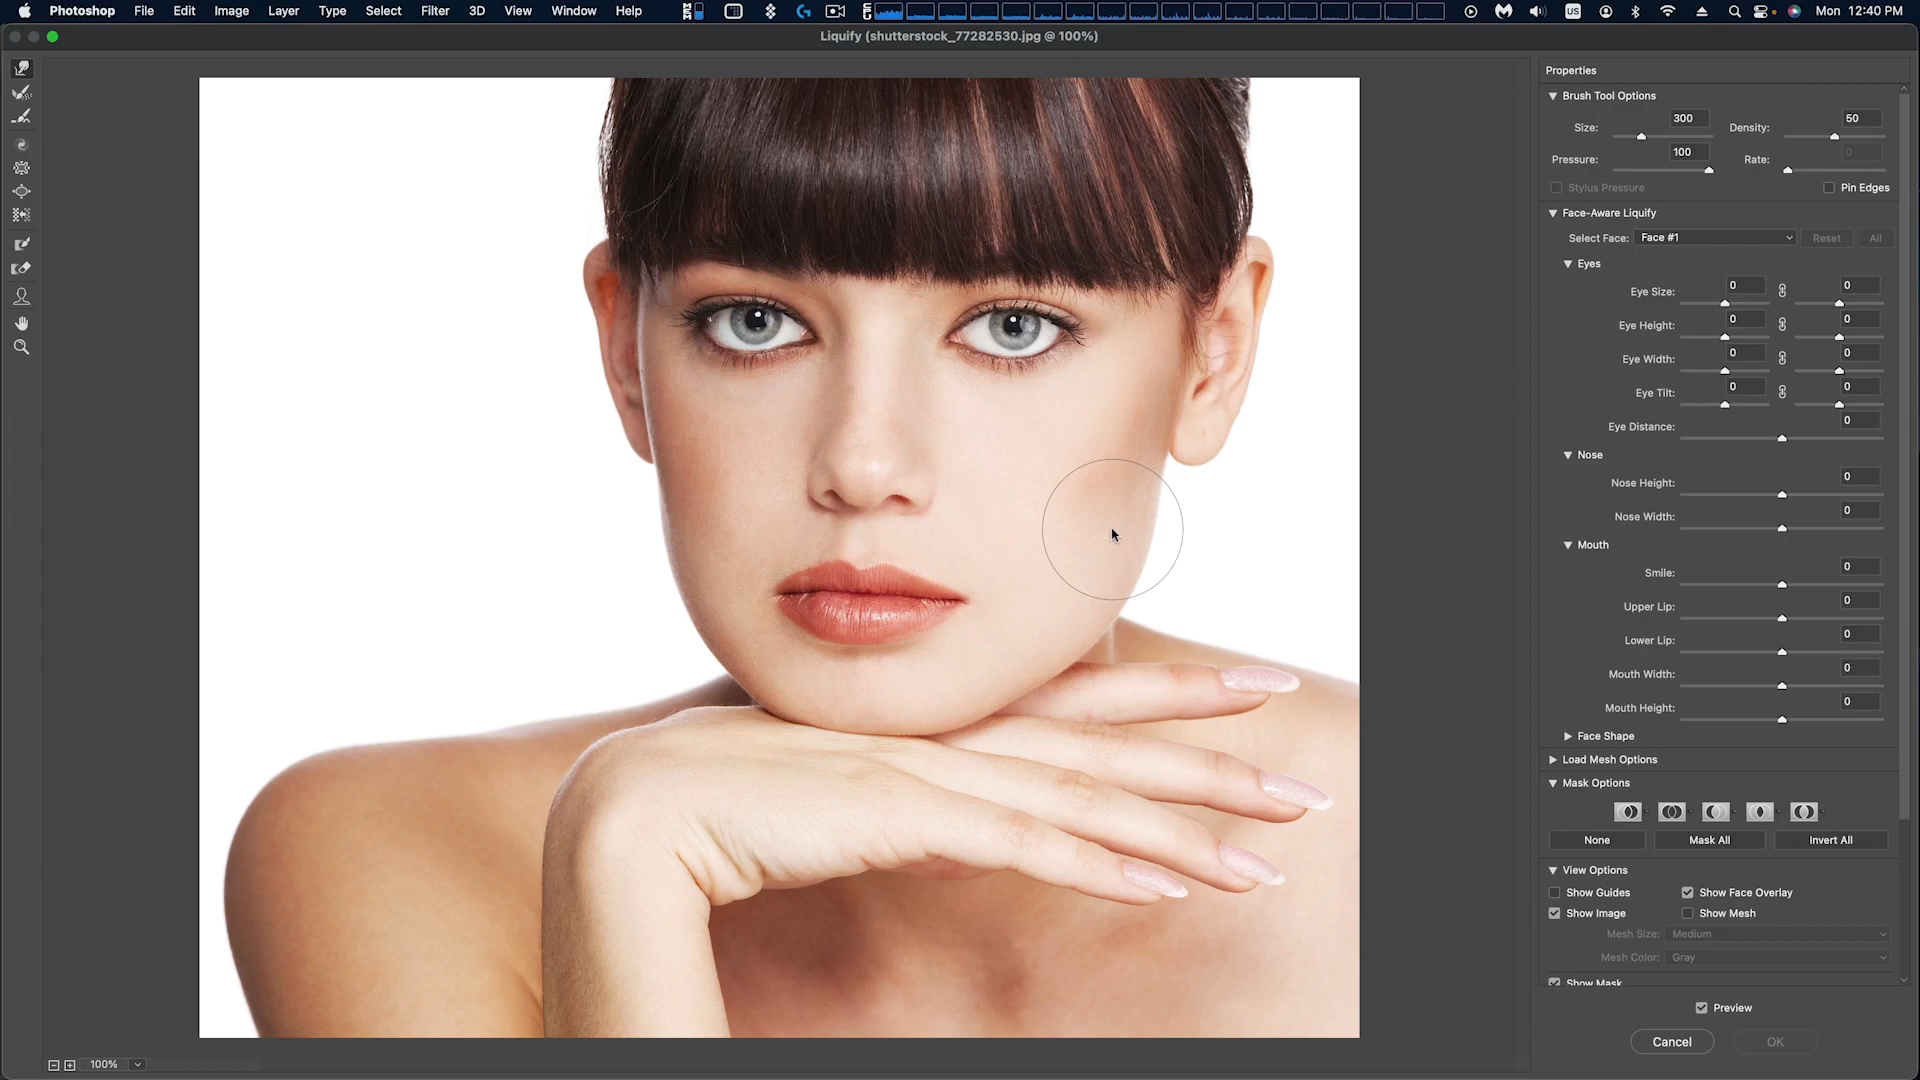 Photoshop File Edit Image Layer Type Select Filter 3D View Window Help US Mon 12:40 PM
Liquify (shutterstock_77282530.jpg @ 100%)
Properties
Brush Tool Options
Size: 300 Density: 50
Pressure: 100 Rate: 0
Stylus Pressure Pin Edges
Face-Aware Liquify
Select Face: Face #1 Reset All
Eyes
Eye Size: 0 0
Eye Height: 0 0
Eye Width: 0 0
Eye Tilt: 0 0
Eye Distance: 0
Nose
Nose Height: 0
Nose Width: 0
Mouth
Smile: 0
Upper Lip: 0
Lower Lip: 0
Mouth Width: 0
Mouth Height: 0
Face Shape
Load Mesh Options
Mask Options
None Mask All Invert All
View Options
Show Guides Show Face Overlay
Show Image Show Mesh
Mesh Size: Medium
Mesh Color: Gray
Show Mask
Preview
Cancel OK
100%